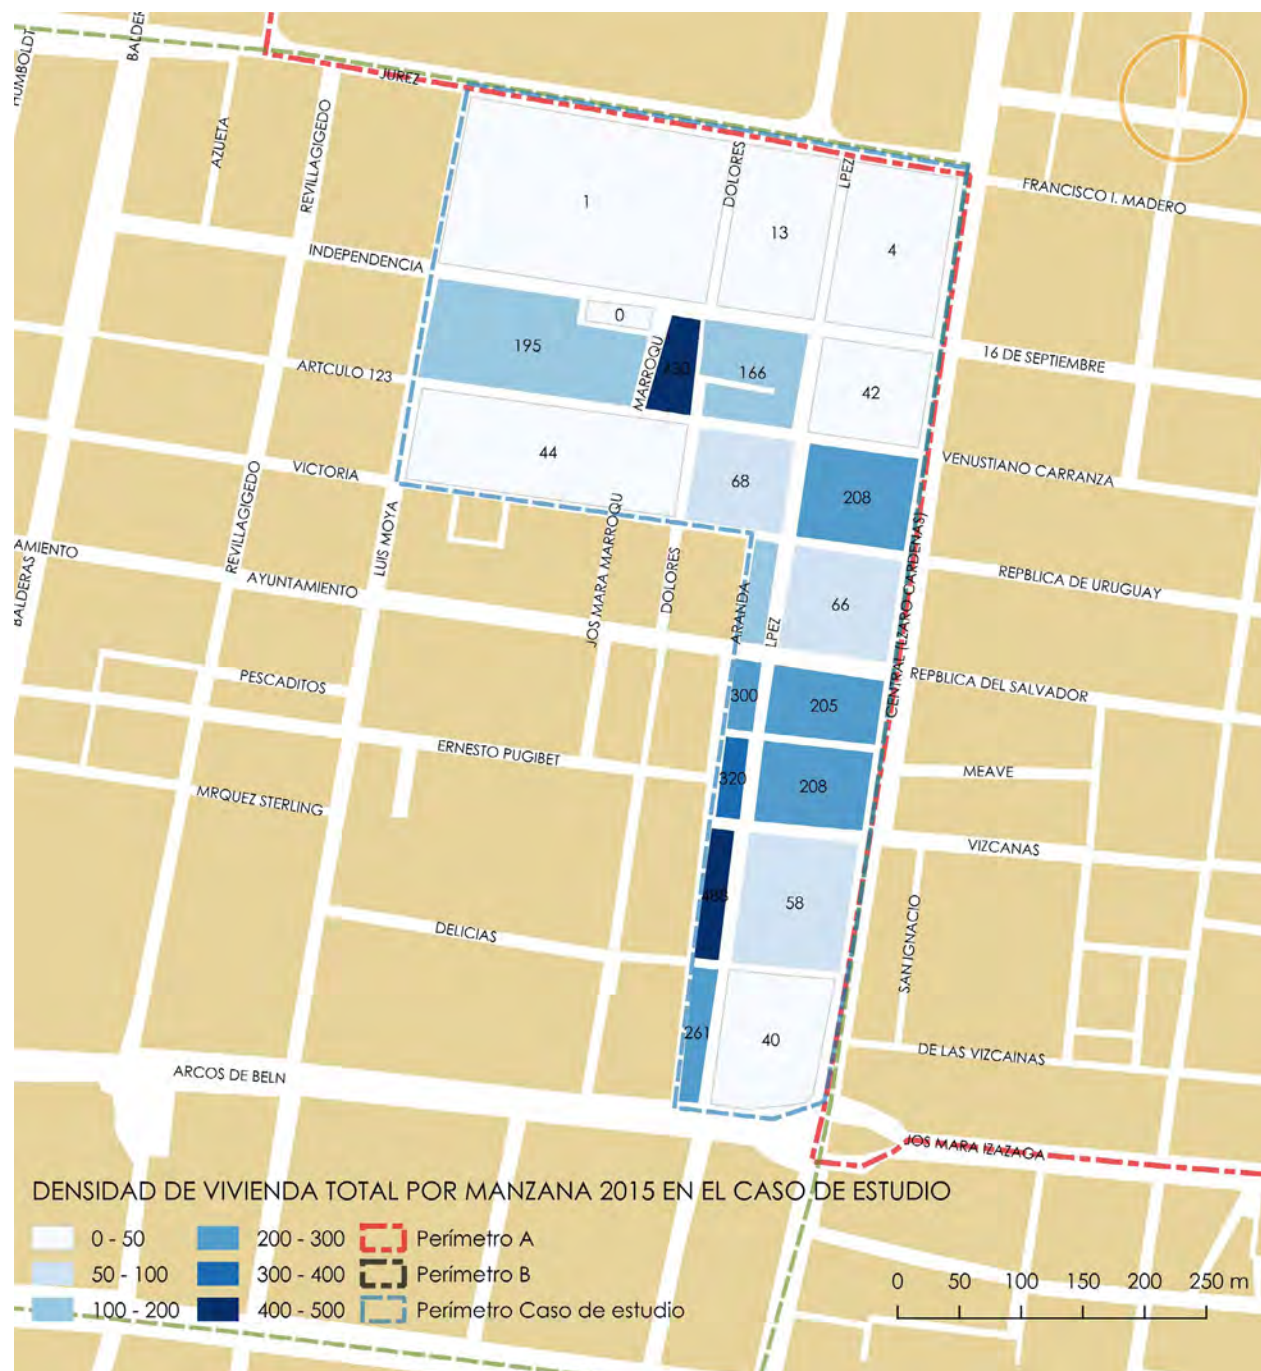 HUMBOLDT
BALDER
JUREZ
AZUETA
REVILLAGIGEDO
DOLORES
LPEZ
FRANCISCO I. MADERO
1
13
4
INDEPENDENCIA
0
195
MARROQU
166
42
16 DE SEPTIEMBRE
ARTCULO 123
44
68
208
VENUSTIANO CARRANZA
VICTORIA
REVILLAGIGEDO
LUIS MOYA
JOS MARA MARROQU
DOLORES
ARANDA
LPEZ
66
CENTRAL (LZARO CARDENAS)
REPBLICA DE URUGUAY
AMIENTO
BALDERAS
AYUNTAMIENTO
PESCADITOS
300
205
REPBLICA DEL SALVADOR
ERNESTO PUGIBET
320
208
MEAVE
MRQUEZ STERLING
VIZCANAS
488
58
SAN IGNACIO
DELICIAS
261
40
DE LAS VIZCAINAS
ARCOS DE BELN
JOS MARA IZAZAGA
DENSIDAD DE VIVIENDA TOTAL POR MANZANA 2015 EN EL CASO DE ESTUDIO
0 - 50
200 - 300
Perímetro A
50 - 100
300 - 400
Perímetro B
100 - 200
400 - 500
Perímetro Caso de estudio
0 50 100 150 200 250 m